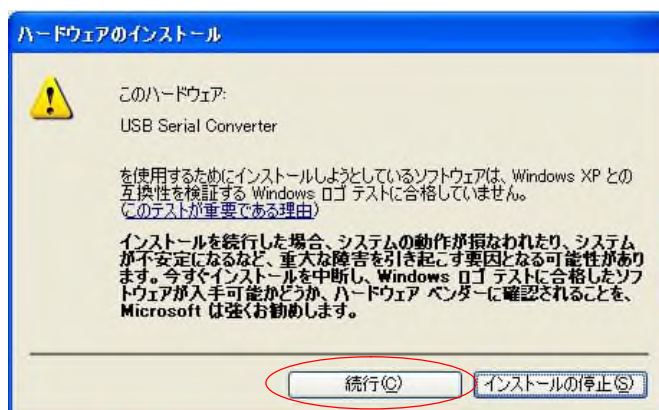 ハードウェアのインストール
このハードウェア:
USB Serial Converter
を使用するためにインストールしようとしているソフトウェアは、Windows XP との
互換性を検証する Windows ロゴ テストに合格していません。
(このテストが重要である理由)
インストールを続行した場合、システムの動作が損なわれたり、システム
が不安定になるなど、重大な障害を引き起こす要因となる可能性があり
ます。今すぐインストールを中断し、Windows ロゴ テストに合格したソフ
トウェアが入手可能かどうか、ハードウェア ベンダーに確認されることを、
Microsoft は強くお勧めします。
続行(C) インストールの停止(S)